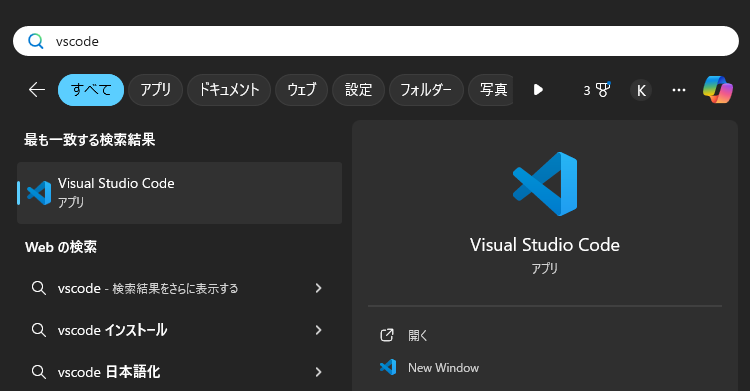 vscode
すべて アプリ ドキュメント ウェブ 設定 フォルダー 写真 3 K
最も一致する検索結果
Visual Studio Code
アプリ
Web の検索
vscode - 検索結果をさらに表示する
vscode インストール
vscode 日本語化
Visual Studio Code
アプリ
開く
New Window